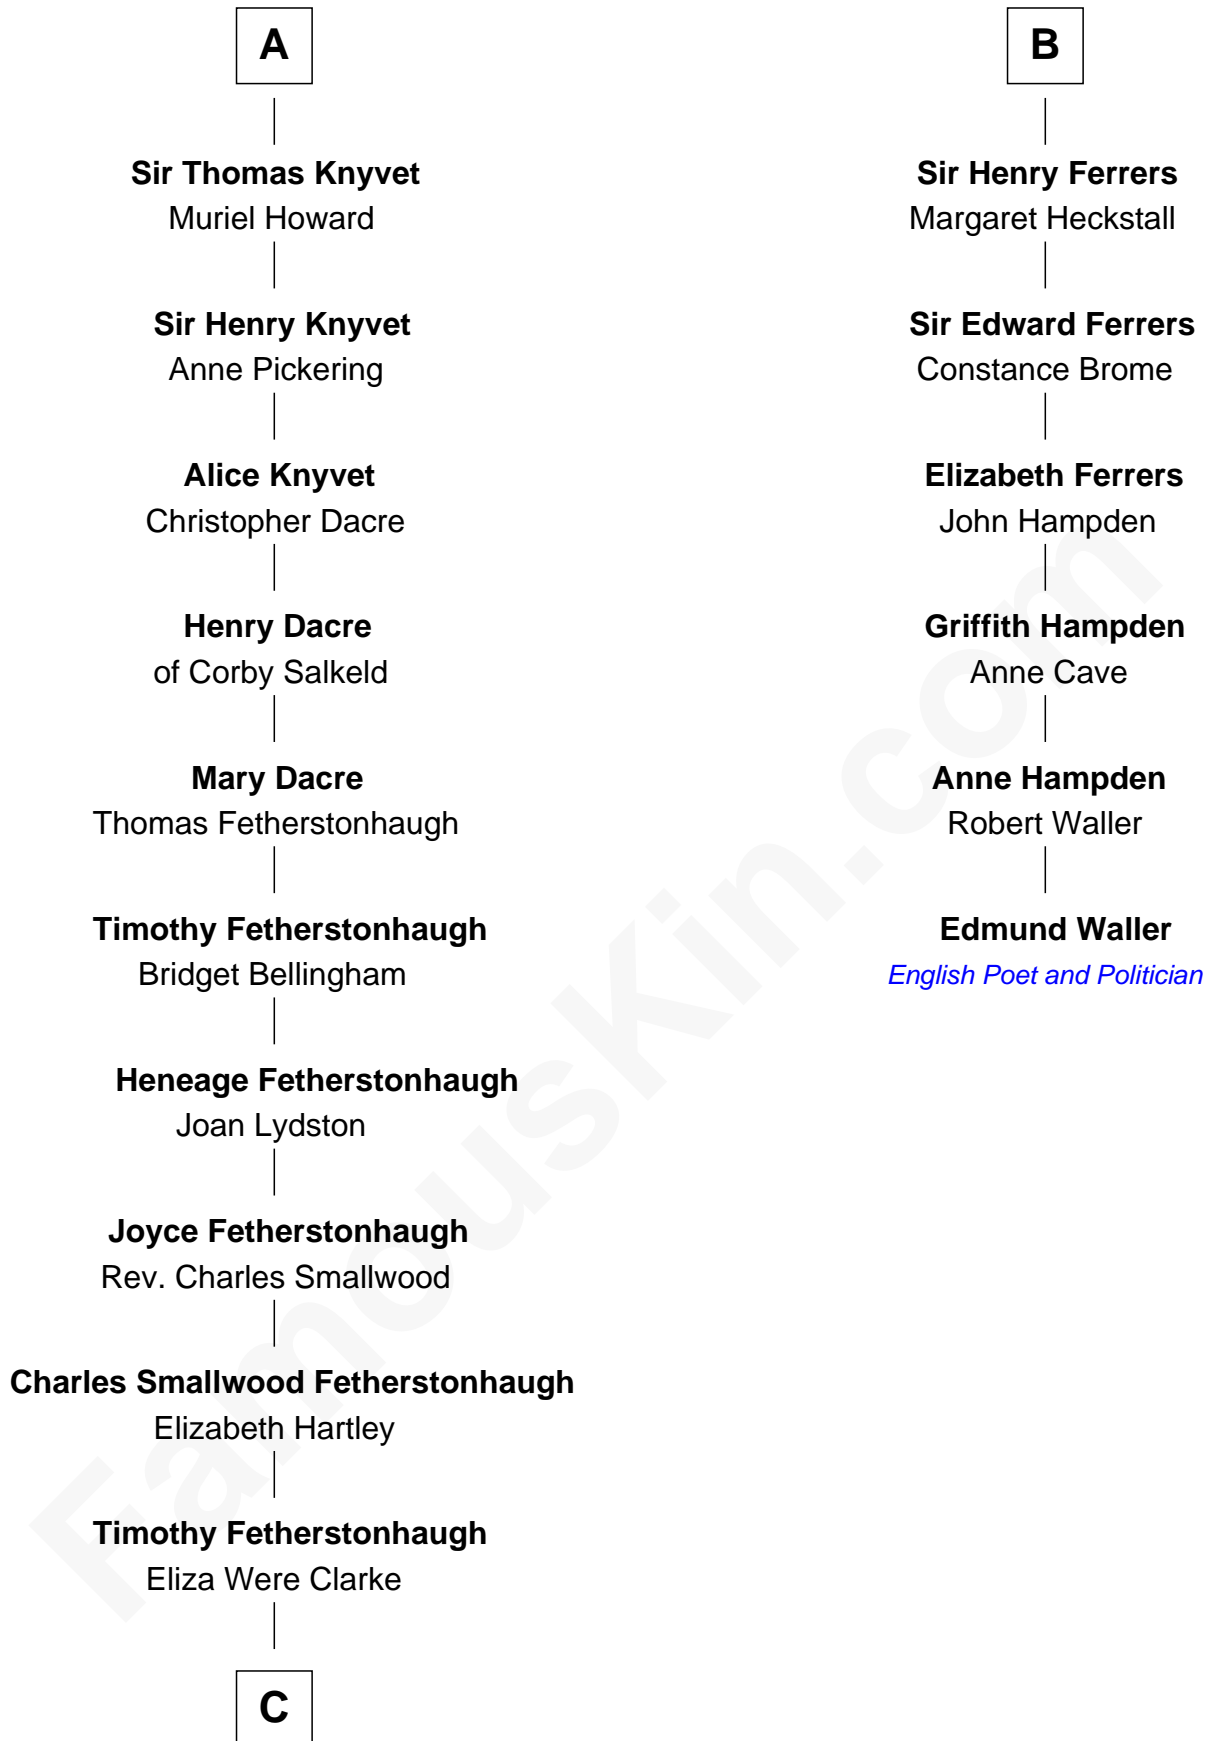 A
Sir Thomas Knyvet
Muriel Howard
Sir Henry Knyvet
Anne Pickering
Alice Knyvet
Christopher Dacre
Henry Dacre
of Corby Salkeld
Mary Dacre
Thomas Fetherstonhaugh
Timothy Fetherstonhaugh
Bridget Bellingham
Heneage Fetherstonhaugh
Joan Lydston
Joyce Fetherstonhaugh
Rev. Charles Smallwood
Charles Smallwood Fetherstonhaugh
Elizabeth Hartley
Timothy Fetherstonhaugh
Eliza Were Clarke
C
B
Sir Henry Ferrers
Margaret Heckstall
Sir Edward Ferrers
Constance Brome
Elizabeth Ferrers
John Hampden
Griffith Hampden
Anne Cave
Anne Hampden
Robert Waller
Edmund Waller
English Poet and Politician
FamousKin.com